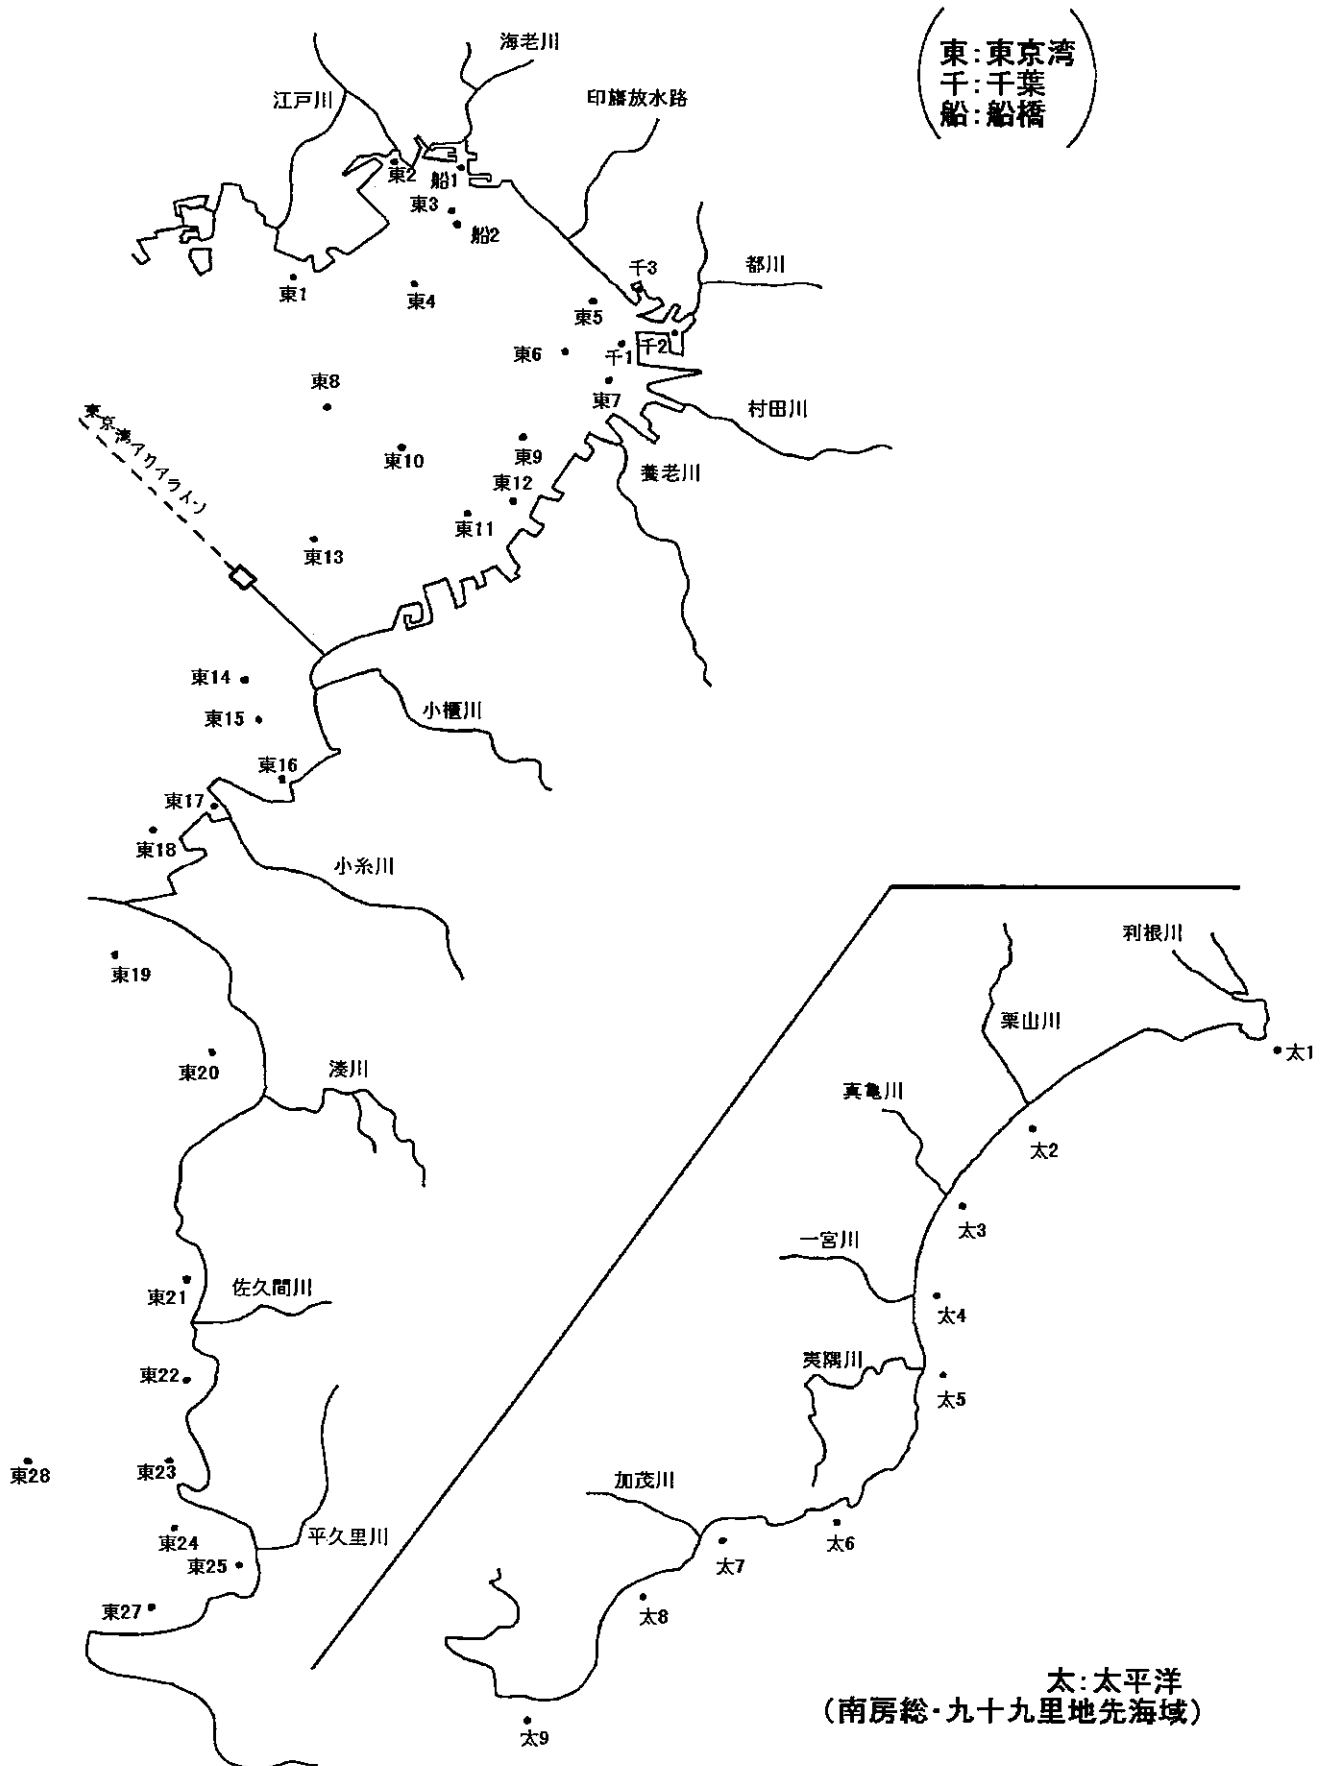 海老川
東:東京湾
千:千葉
船:船橋
江戸川
印旛放水路
東2
船1
東3
船2
千3
都川
東1
東4
東5
東6
千1
千2
東8
東7
村田川
東京湾アクアライン
東10
東9
養老川
東12
東11
東13
東14
小櫃川
東15
東16
東17
東18
小糸川
利根川
東19
栗山川
太1
東20
湊川
真亀川
太2
太3
一宮川
東21
佐久間川
太4
夷隅川
東22
太5
東28
東23
加茂川
東24
平久里川
太6
東25
太7
東27
太8
太:太平洋
(南房総・九十九里地先海域)
太9